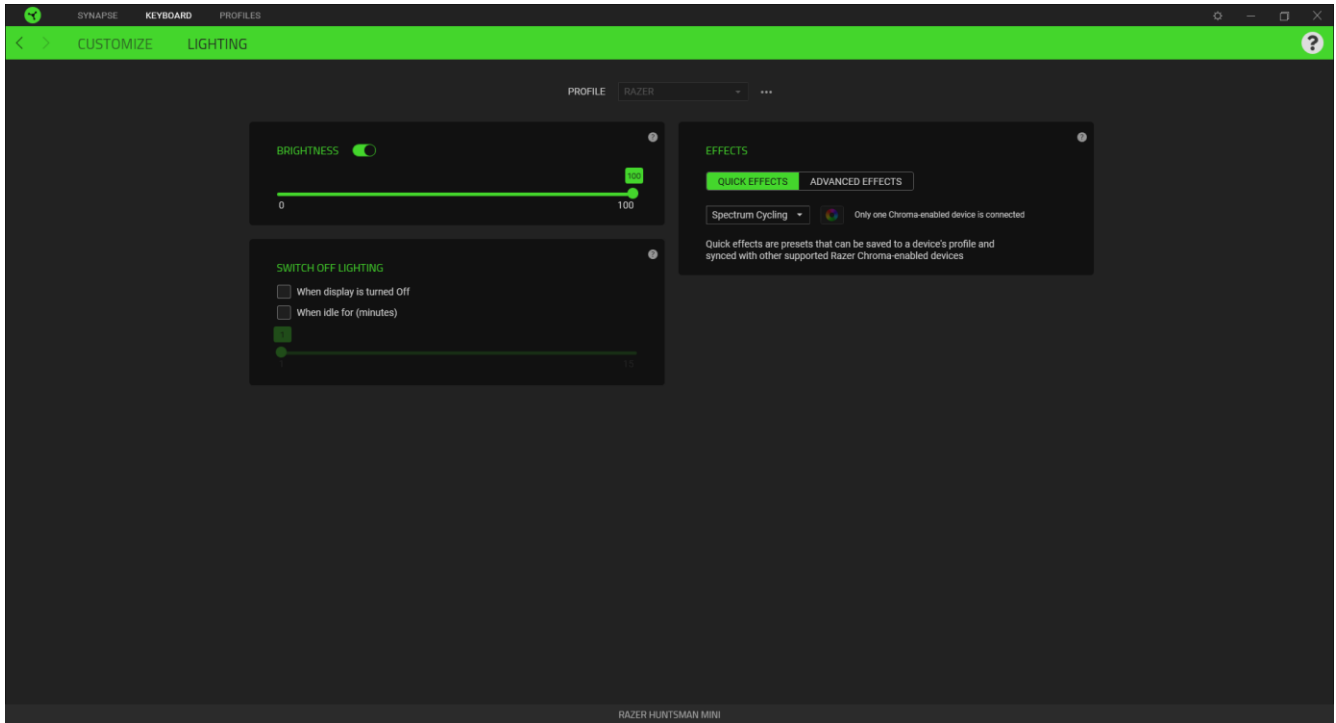 SYNAPSE KEYBOARD PROFILES
CUSTOMIZE LIGHTING ?
PROFILE RAZER
BRIGHTNESS
100
0 100
SWITCH OFF LIGHTING
When display is turned Off
When idle for (minutes)
1
1 15
EFFECTS
QUICK EFFECTS ADVANCED EFFECTS
Spectrum Cycling Only one Chroma-enabled device is connected
Quick effects are presets that can be saved to a device's profile and
synced with other supported Razer Chroma-enabled devices
RAZER HUNTSMAN MINI